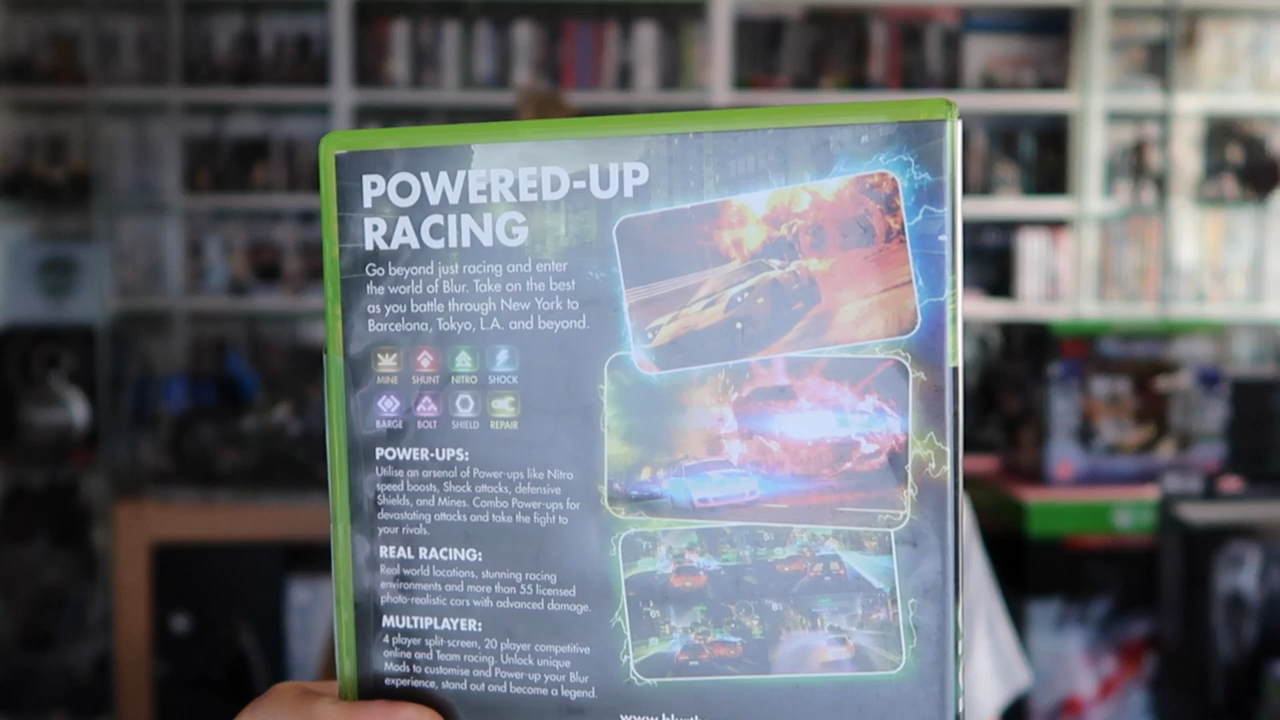 POWERED-UP
RACING
Go beyond just racing and enter
the world of Blur. Take on the best
as you battle through New York to
Barcelona, Tokyo, L.A. and beyond.
MINE SHUNT NITRO SHOCK
BARGE BOLT SHIELD REPAIR
POWER-UPS:
Utilise an arsenal of Power-ups like Nitro
speed boosts, Shock attacks, defensive
Shields, and Mines. Combo Power-ups for
devastating attacks and take the fight to
your rivals.
REAL RACING:
Real world locations, stunning racing
environments and more than 55 licensed
photo-realistic cars with advanced damage.
MULTIPLAYER:
4 player split-screen, 20 player competitive
online and Team racing. Unlock unique
Mods to customise and Power-up your Blur
experience, stand out and become a legend.